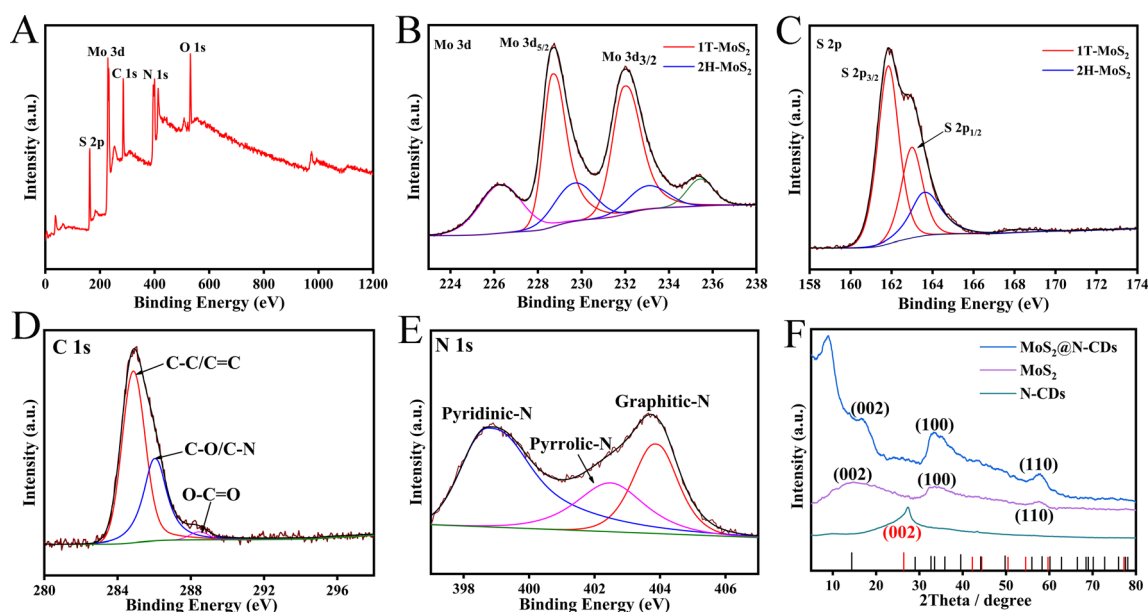 A
Mo 3d
O 1s
C 1s
N 1s
S 2p
Intensity (a.u.)
0 200 400 600 800 1000 1200
Binding Energy (eV)
B
Mo 3d
Mo 3d5/2
Mo 3d3/2
1T-MoS2
2H-MoS2
Intensity (a.u.)
224 226 228 230 232 234 236 238
Binding Energy (eV)
C
S 2p
S 2p3/2
S 2p1/2
1T-MoS2
2H-MoS2
Intensity (a.u.)
158 160 162 164 166 168 170 172 174
Binding Energy (eV)
D
C 1s
C-C/C=C
C-O/C-N
O-C=O
Intensity (a.u.)
280 284 288 292 296
Binding Energy (eV)
E
N 1s
Pyridinic-N
Pyrrolic-N
Graphitic-N
Intensity (a.u.)
398 400 402 404 406
Binding Energy (eV)
F
MoS2@N-CDs
MoS2
N-CDs
(002)
(100)
(110)
(002)
(100)
(110)
(002)
Intensity (a.u.)
10 20 30 40 50 60 70 80
2Theta / degree